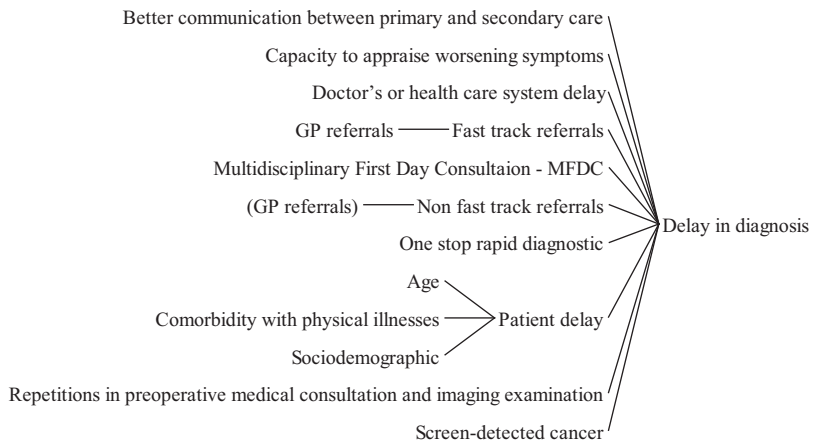 Better communication between primary and secondary care
Capacity to appraise worsening symptoms
Doctor's or health care system delay
GP referrals Fast track referrals
Multidisciplinary First Day Consultaion - MFDC
(GP referrals) Non fast track referrals
Delay in diagnosis
One stop rapid diagnostic
Age
Comorbidity with physical illnesses
Patient delay
Sociodemographic
Repetitions in preoperative medical consultation and imaging examination
Screen-detected cancer